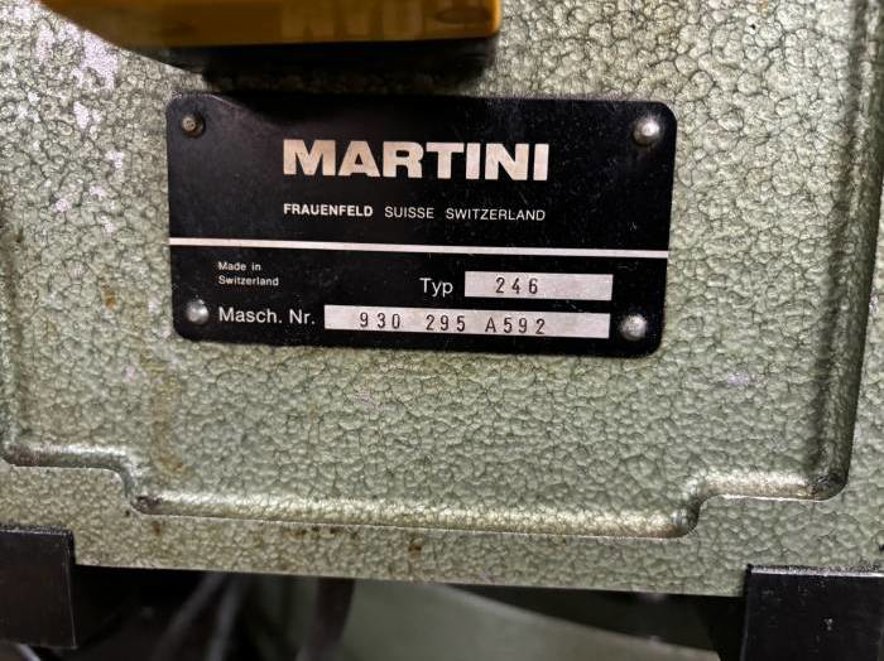 MARTINI
FRAUENFELD SUISSE SWITZERLAND
Made in
Switzerland
Typ 246
Masch. Nr. 930 295 A592